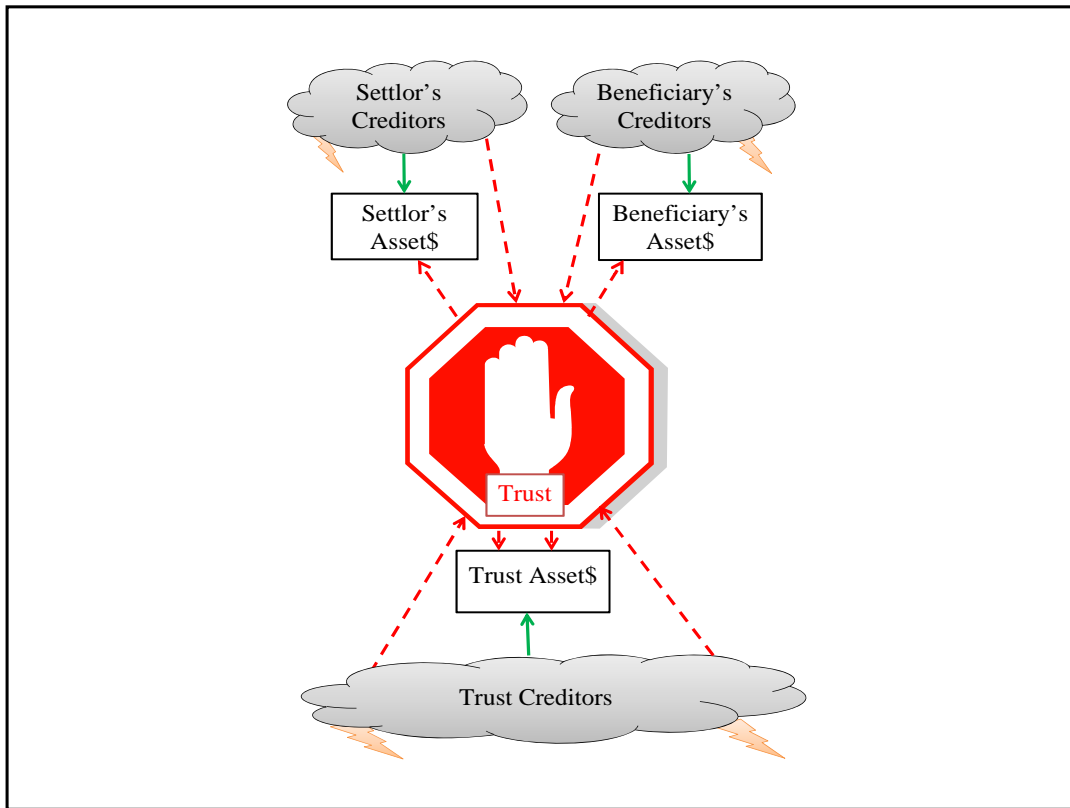 Settlor’s
Creditors
Beneficiary’s
Creditors
Settlor’s
Asset$
Beneficiary’s
Asset$
Trust
Trust Asset$
Trust Creditors